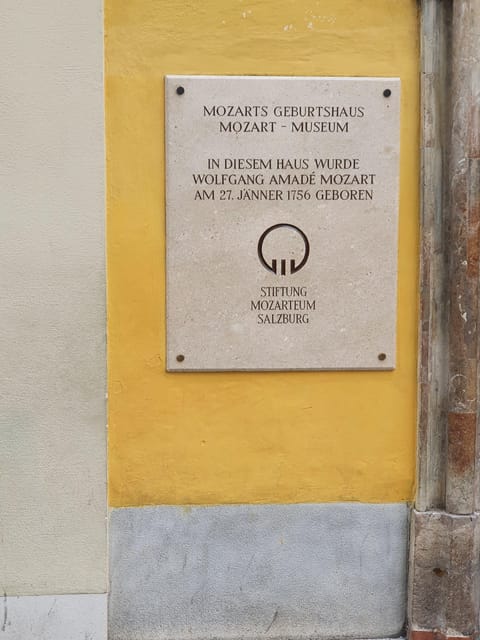 MOZARTS GEBURTSHAUS
MOZART - MUSEUM
IN DIESEM HAUS WURDE
WOLFGANG AMADÉ MOZART
AM 27. JÄNNER 1756 GEBOREN
STIFTUNG
MOZARTEUM
SALZBURG